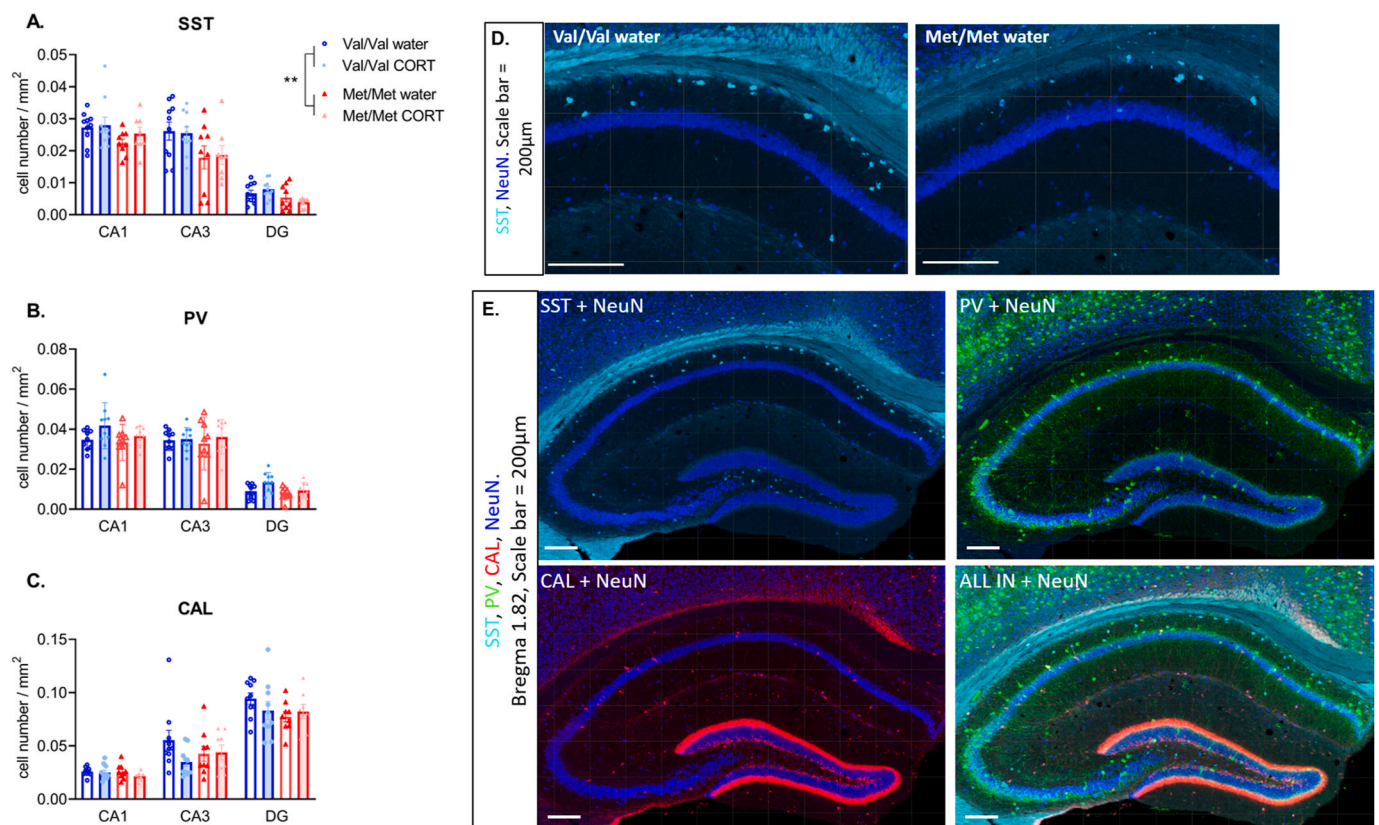 A.
SST
cell number / mm²
0.05
0.04
0.03
0.02
0.01
0.00
CA1
CA3
DG
**
Val/Val water
Val/Val CORT
Met/Met water
Met/Met CORT
B.
PV
cell number / mm²
0.08
0.06
0.04
0.02
0.00
CA1
CA3
DG
C.
CAL
cell number / mm²
0.15
0.10
0.05
0.00
CA1
CA3
DG
D.
SST, NeuN. Scale bar =
200μm
Val/Val water
Met/Met water
E.
SST, PV, CAL, NeuN.
Bregma 1.82, Scale bar = 200μm
SST + NeuN
PV + NeuN
CAL + NeuN
ALL IN + NeuN